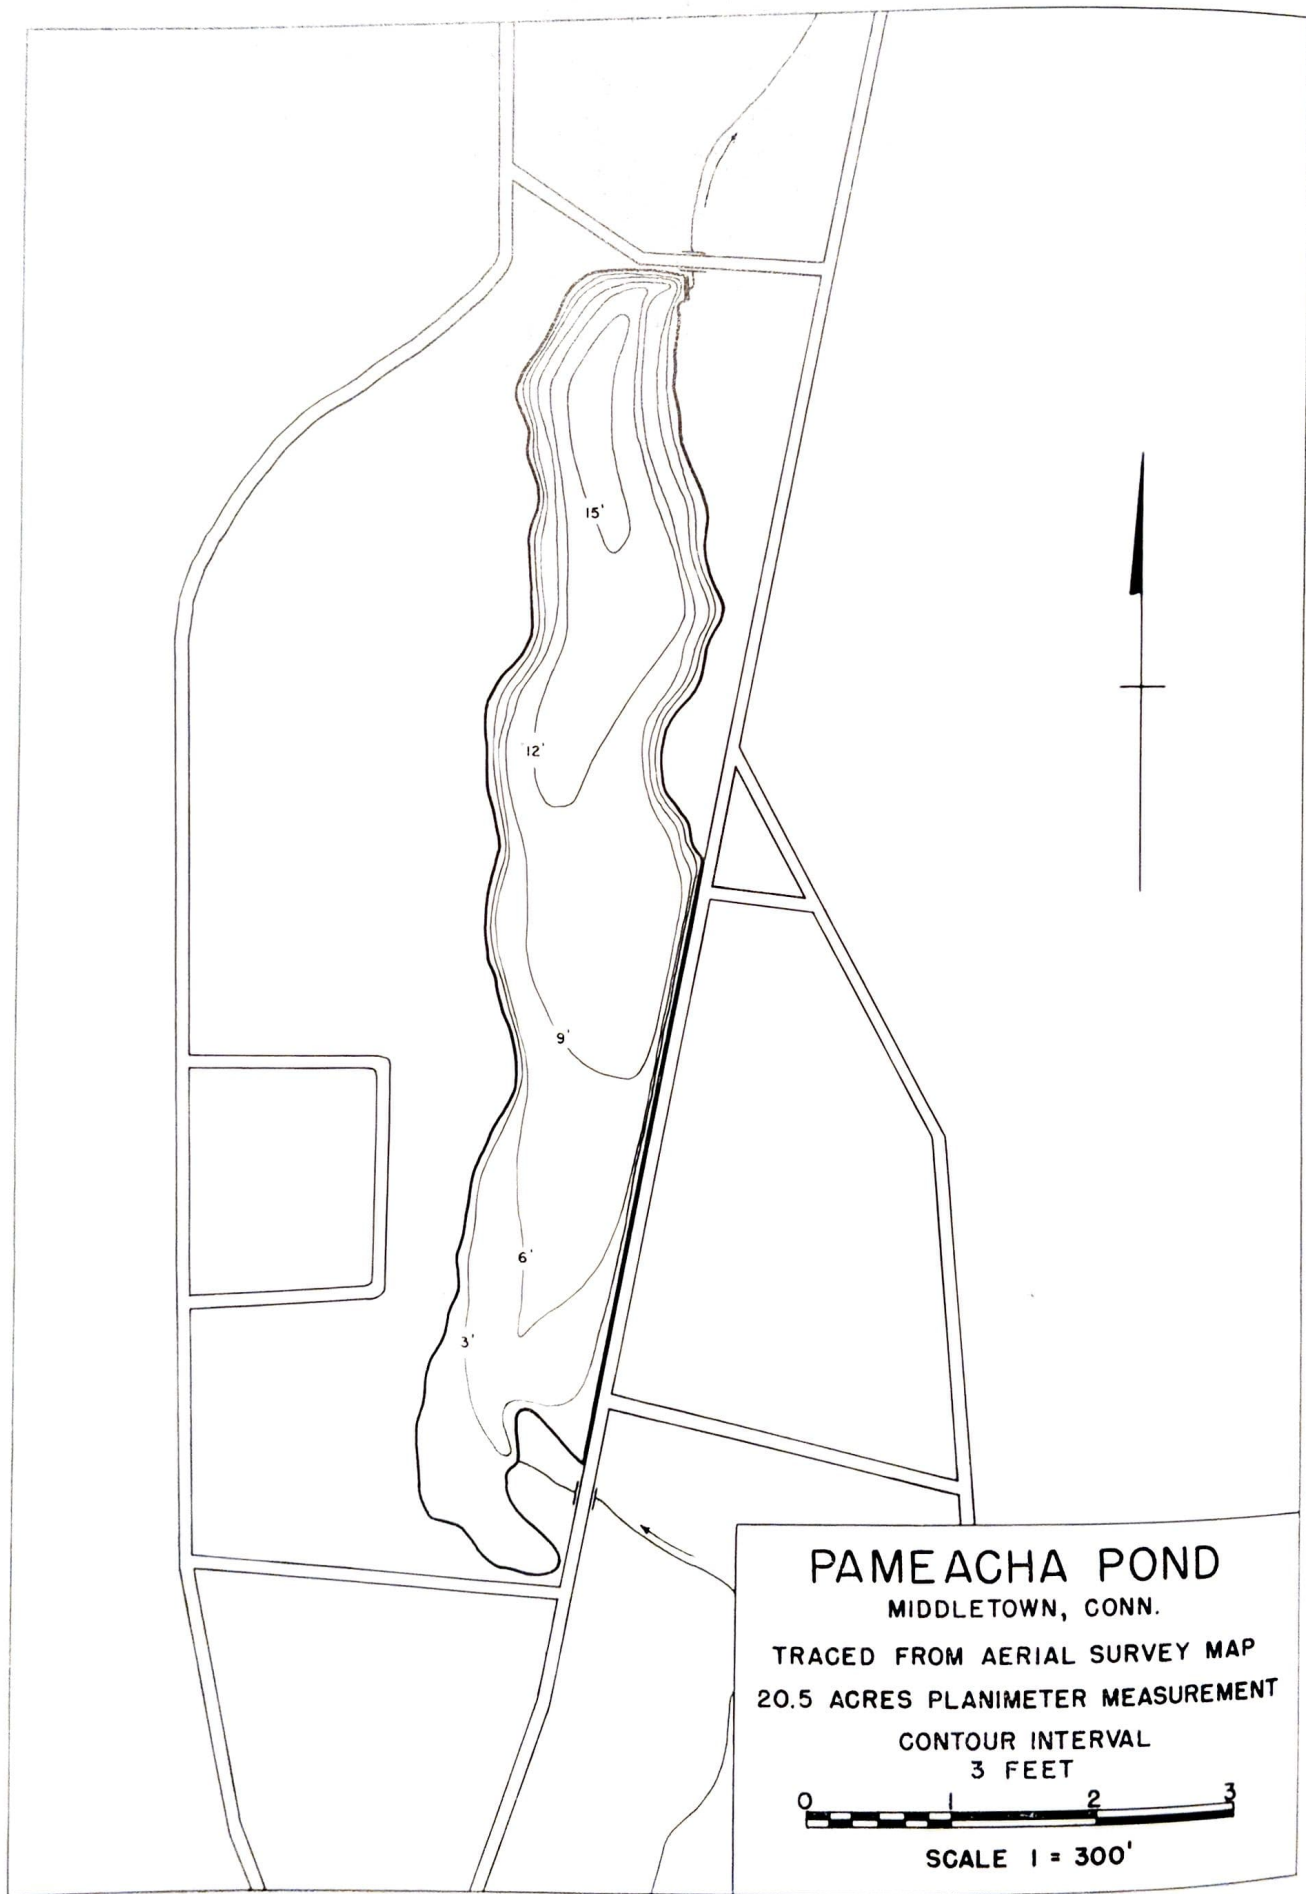 15'
12'
9'
6'
3'
PAMEACHA POND
MIDDLETOWN, CONN.
TRACED FROM AERIAL SURVEY MAP
20.5 ACRES PLANIMETER MEASUREMENT
CONTOUR INTERVAL
3 FEET
0 1 2 3
SCALE 1 = 300'